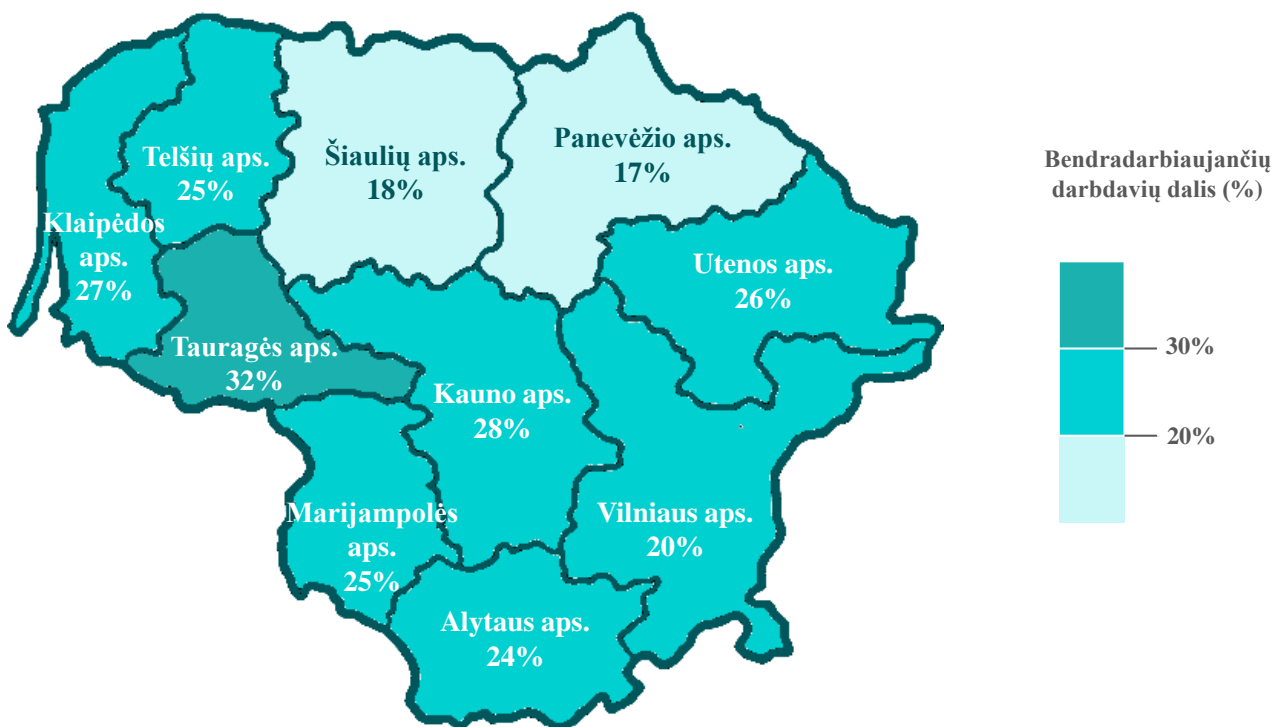 Telšių aps.
25%
Šiaulių aps.
18%
Panevėžio aps.
17%
Klaipėdos
aps.
27%
Utenos aps.
26%
Tauragės aps.
32%
Kauno aps.
28%
Marijampolės
aps.
25%
Vilniaus aps.
20%
Alytaus aps.
24%
Bendradarbiaujančių
darbdavių dalis (%)
30%
20%